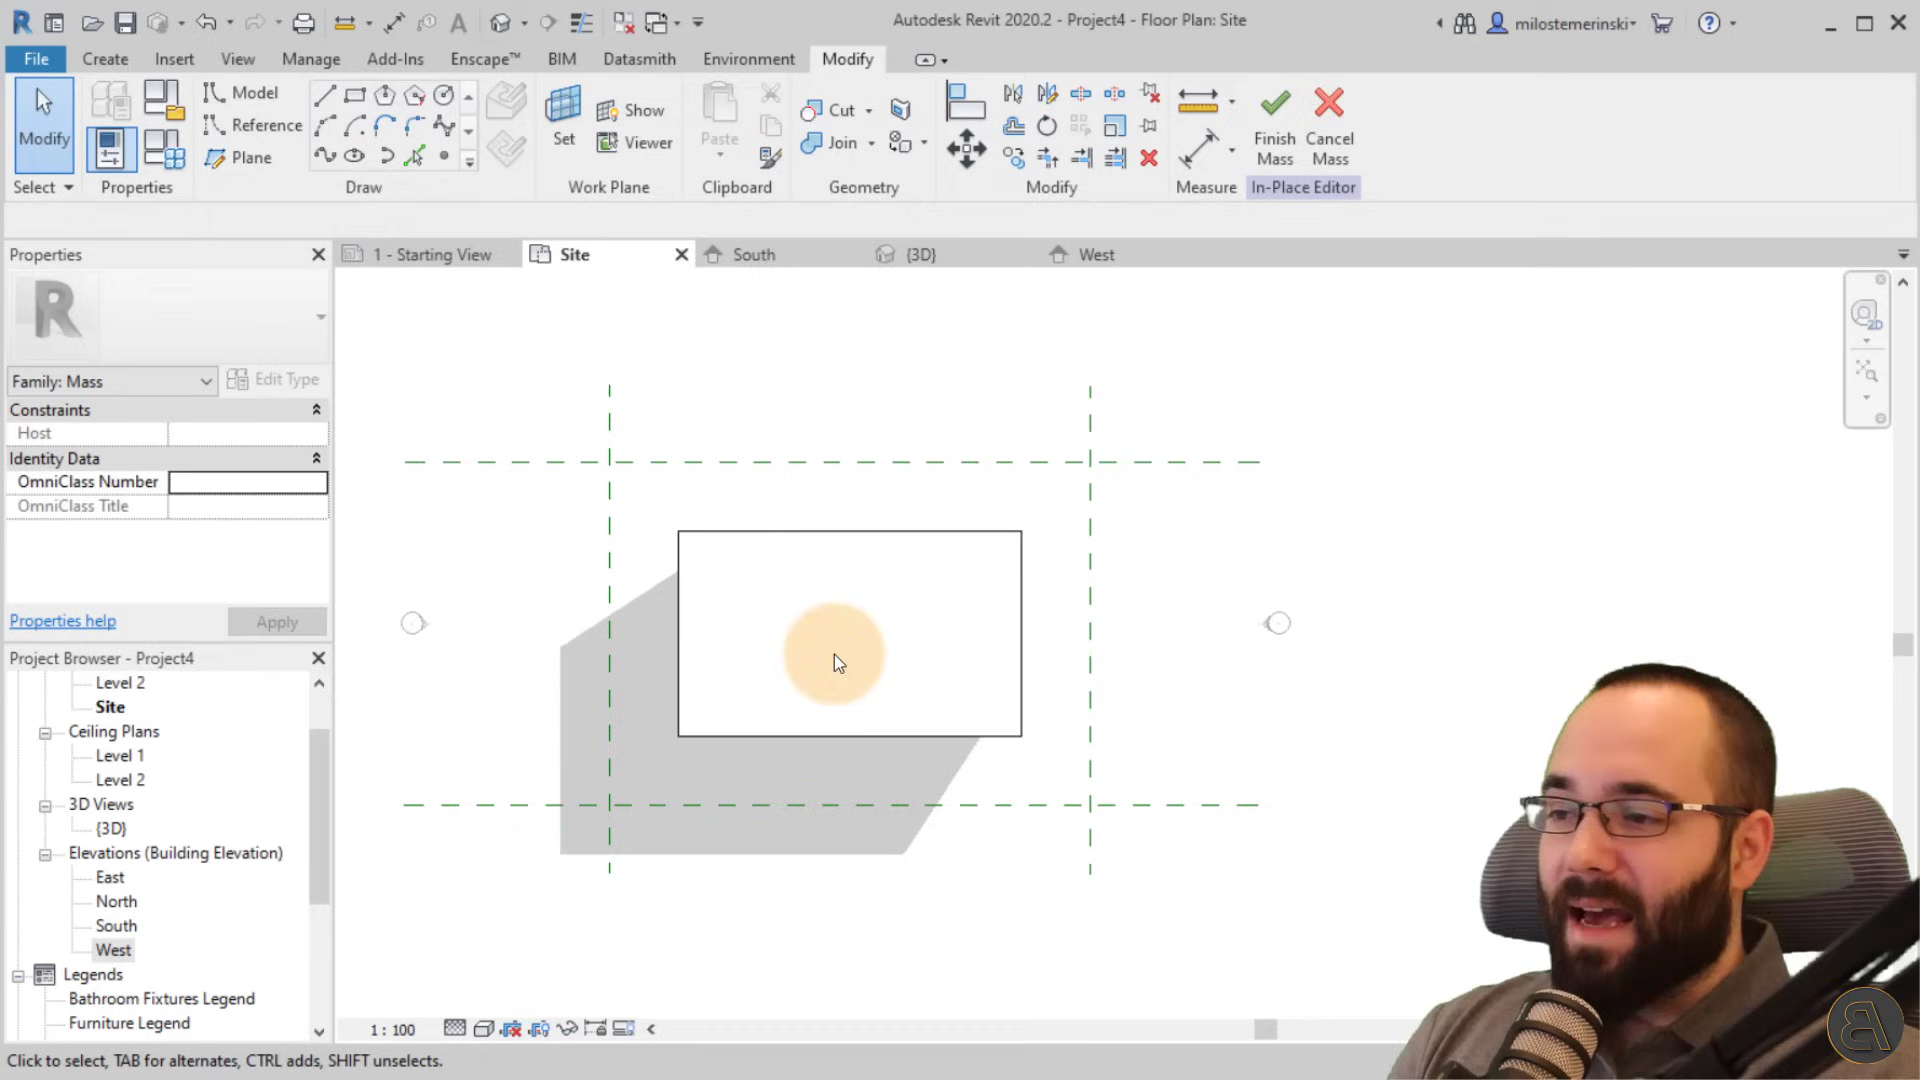 Autodesk Revit 2020.2 - Project4 - Floor Plan: Site
milostemerinski
File
Create
Insert
View
Manage
Add-Ins
Enscape™
BIM
Datasmith
Environment
Modify
Modify
Model
Reference
Plane
Set
Show
Viewer
Paste
Cut
Join
Finish
Mass
Cancel
Mass
Select
Properties
Draw
Work Plane
Clipboard
Geometry
Modify
Measure
In-Place Editor
Properties
1 - Starting View
Site
South
{3D}
West
R
2D
Family: Mass
Edit Type
Constraints
Host
Identity Data
OmniClass Number
OmniClass Title
Properties help
Apply
Project Browser - Project4
Level 2
Site
Ceiling Plans
Level 1
Level 2
3D Views
{3D}
Elevations (Building Elevation)
East
North
South
West
Legends
Bathroom Fixtures Legend
Furniture Legend
1 : 100
Click to select, TAB for alternates, CTRL adds, SHIFT unselects.